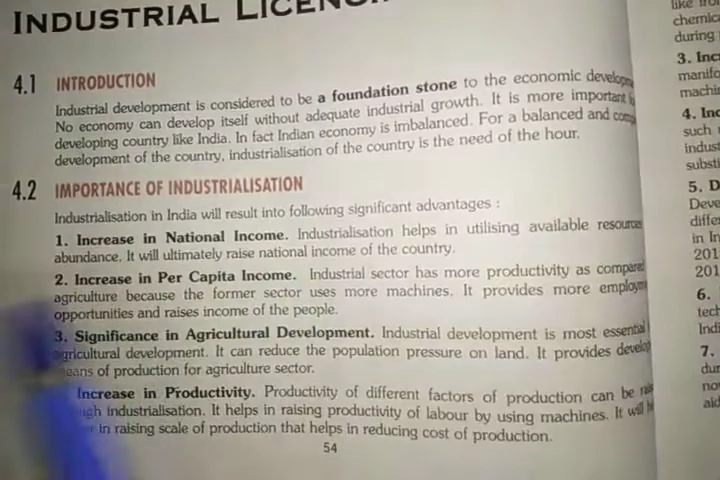 INDUSTRIAL
4.1 INTRODUCTION
Industrial development is considered to be a foundation stone to the economic
No economy can develop itself without adequate industrial growth. It is more important
developing country like India. In fact Indian economy is imbalanced. For a balanced and
development of the country, industrialisation of the country is the need of the hour.
4.2 IMPORTANCE OF INDUSTRIALISATION
Industrialisation in India will result into following significant advantages :
1. Increase in National Income. Industrialisation helps in utilising available resources
abundance. It will ultimately raise national income of the country.
2. Increase in Per Capita Income. Industrial sector has more productivity as compared
agriculture because the former sector uses more machines. It provides more
opportunities and raises income of the people.
3. Significance in Agricultural Development. Industrial development is most essential
agricultural development. It can reduce the population pressure on land. It provides
means of production for agriculture sector.
Increase in Productivity. Productivity of different factors of production can be
industrialisation. It helps in raising productivity of labour by using machines. It will
in raising scale of production that helps in reducing cost of production.
54
like
during
3.
4.
such
5.
in
201
201
6.
7.